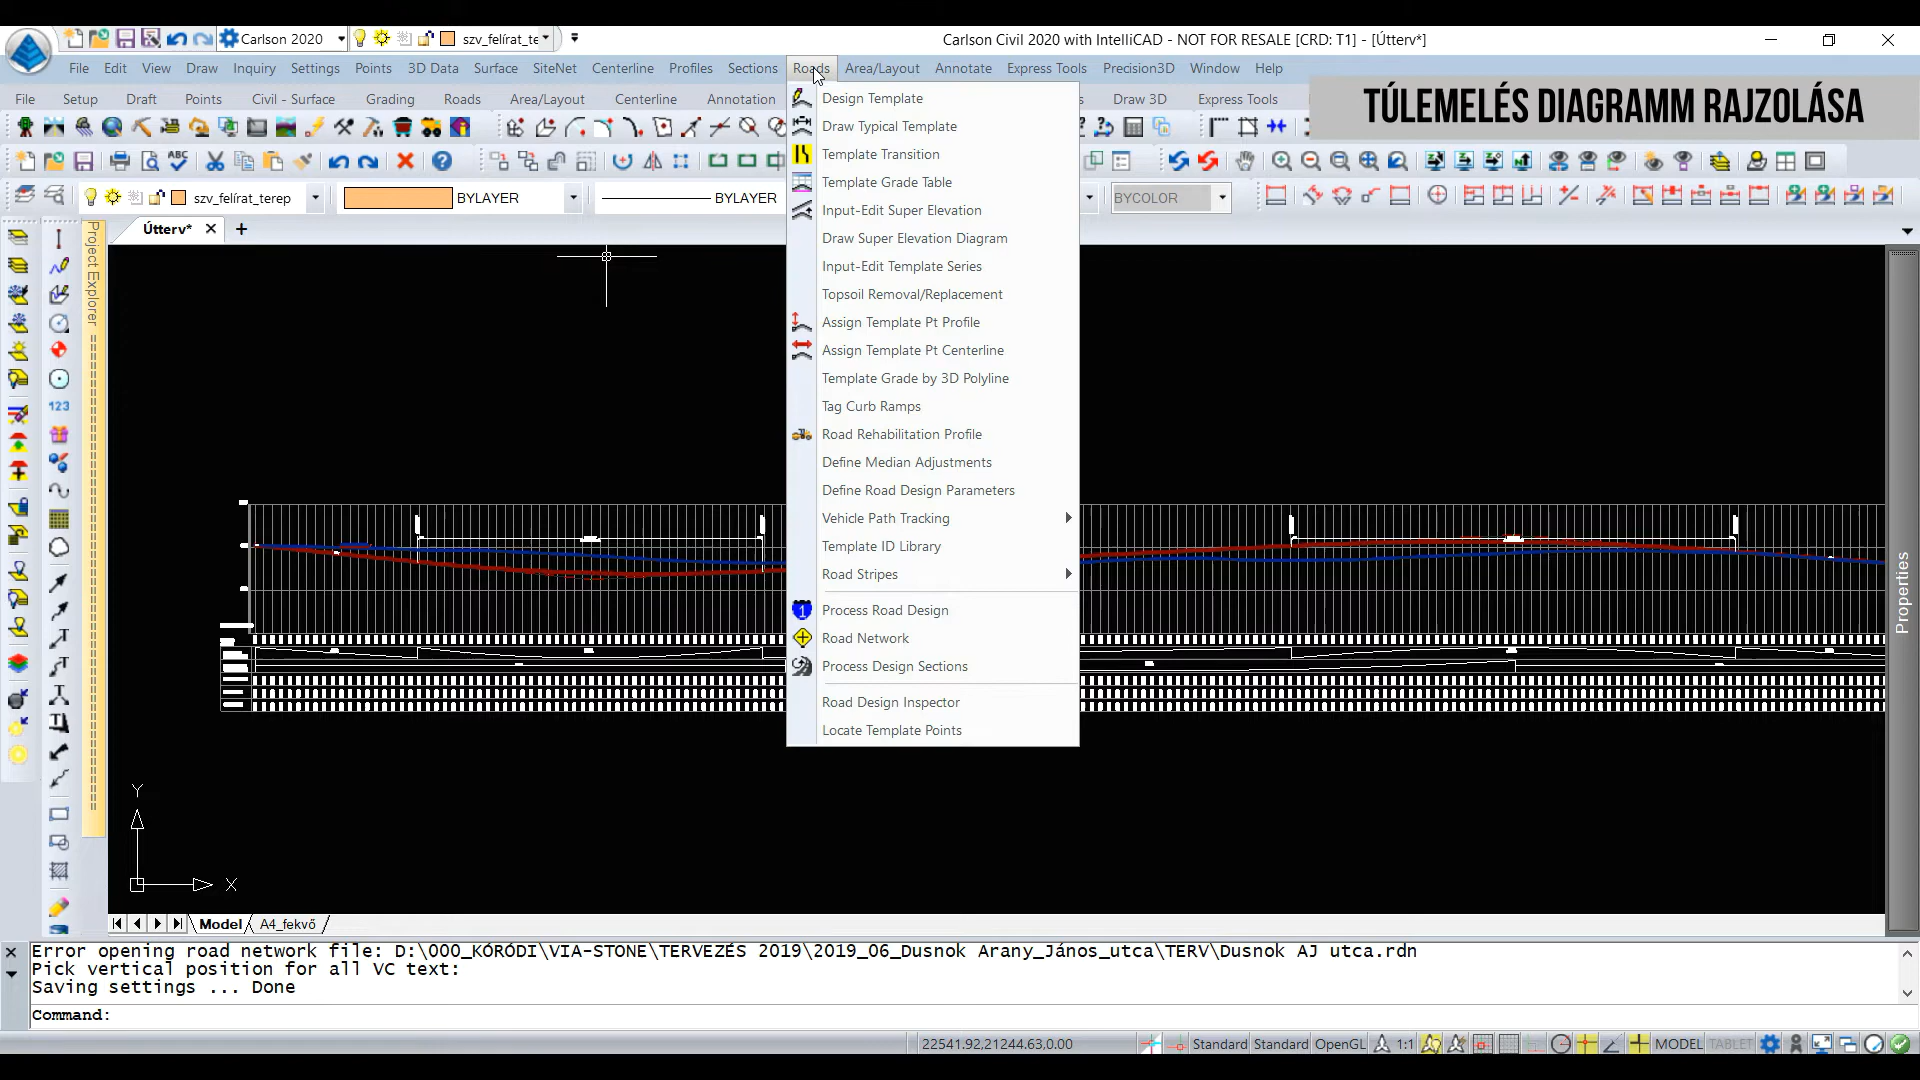 Carlson 2020
szv_felírat_te
Carlson Civil 2020 with IntelliCAD - NOT FOR RESALE [CRD: T1] - [Útterv*]
File Edit View Draw Inquiry Settings Points 3D Data Surface SiteNet Centerline Profiles Sections Roads Area/Layout Annotate Express Tools Precision3D Window Help
File Setup Draft Points Civil - Surface Grading Roads Area/Layout Centerline Annotation Draw 3D Express Tools
TÚLEMELÉS DIAGRAMM RAJZOLÁSA
szv_felírat_terep BYLAYER BYLAYER BYCOLOR
Útterv*
Project Explorer
Design Template
Draw Typical Template
Template Transition
Template Grade Table
Input-Edit Super Elevation
Draw Super Elevation Diagram
Input-Edit Template Series
Topsoil Removal/Replacement
Assign Template Pt Profile
Assign Template Pt Centerline
Template Grade by 3D Polyline
Tag Curb Ramps
Road Rehabilitation Profile
Define Median Adjustments
Define Road Design Parameters
Vehicle Path Tracking
Template ID Library
Road Stripes
Process Road Design
Road Network
Process Design Sections
Road Design Inspector
Locate Template Points
123
Properties
Y
X
Model A4_fekvő
Error opening road network file: D:\000_KÓRÓDI\VIA-STONE\TERVEZÉS 2019\2019_06_Dusnok Arany_János_utca\TERV\Dusnok AJ utca.rdn
Pick vertical position for all VC text:
Saving settings ... Done
Command:
22541.92,21244.63,0.00 Standard Standard OpenGL 1:1 MODEL TABLET